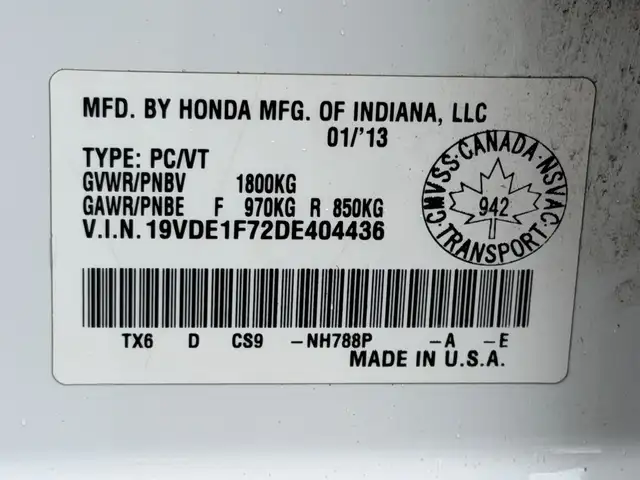 MFD. BY HONDA MFG. OF INDIANA, LLC
01/'13
TYPE: PC/VT
GVWR/PNBV 1800KG
GAWR/PNBE F 970KG R 850KG
V.I.N. 19VDE1F72DE404436
CMVSS · CANADA · NSVAC
942
TRANSPORT
TX6 D CS9 -NH788P -A -E
MADE IN U.S.A.